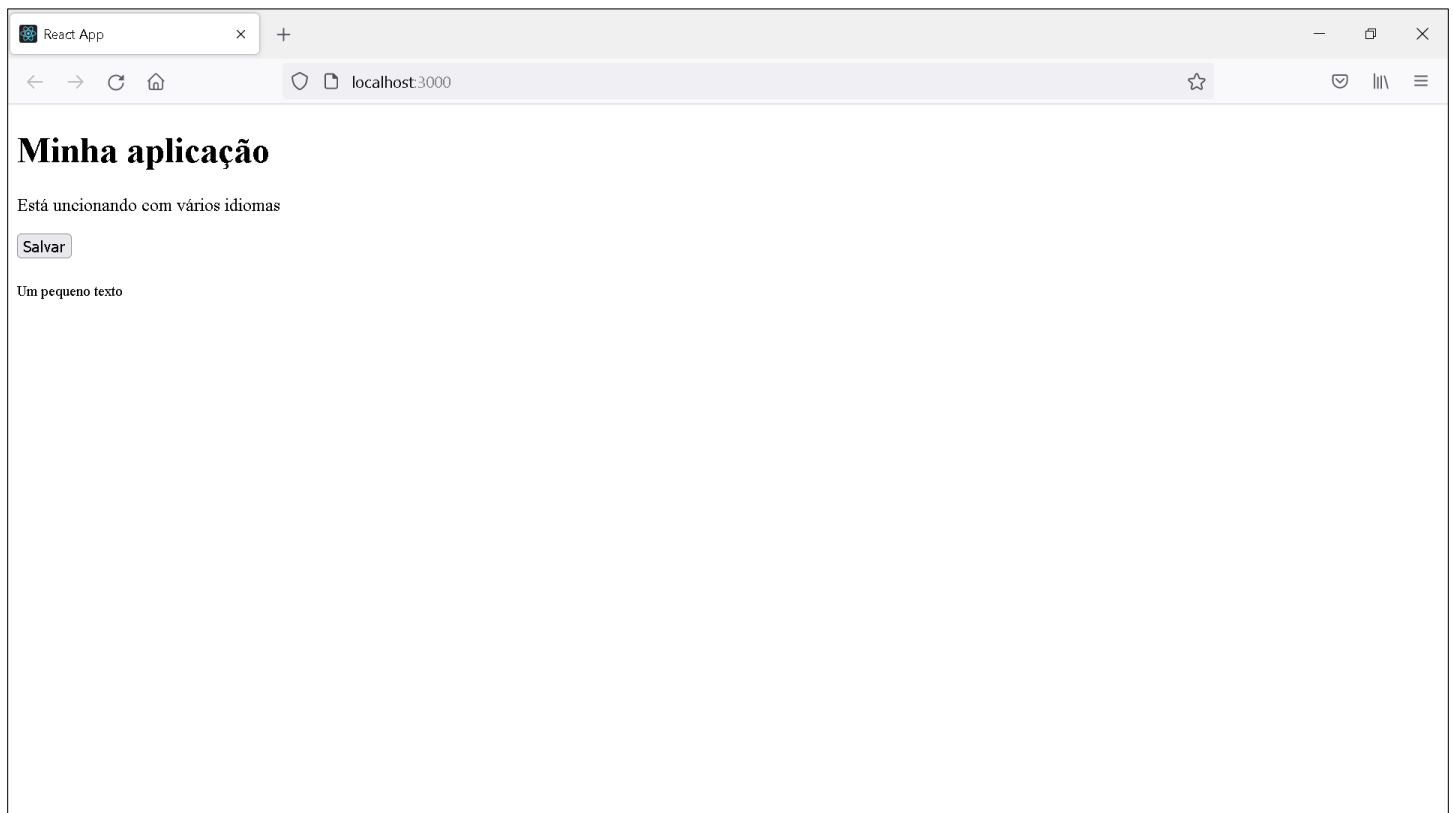 React App
localhost:3000
Minha aplicação
Está uncionando com vários idiomas
Salvar
Um pequeno texto